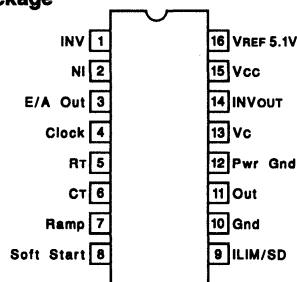 ckage
INV 1 16 VREF 5.1V
NI 2 15 VCC
E/A Out 3 14 INVOUT
Clock 4 13 VC
RT 5 12 Pwr Gnd
CT 6 11 Out
Ramp 7 10 Gnd
Soft Start 8 9 ILIM/SD